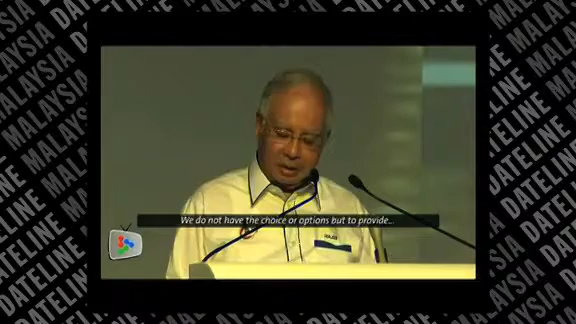 DATELINE MALAYSIA
We do not have the choice or options but to provide...